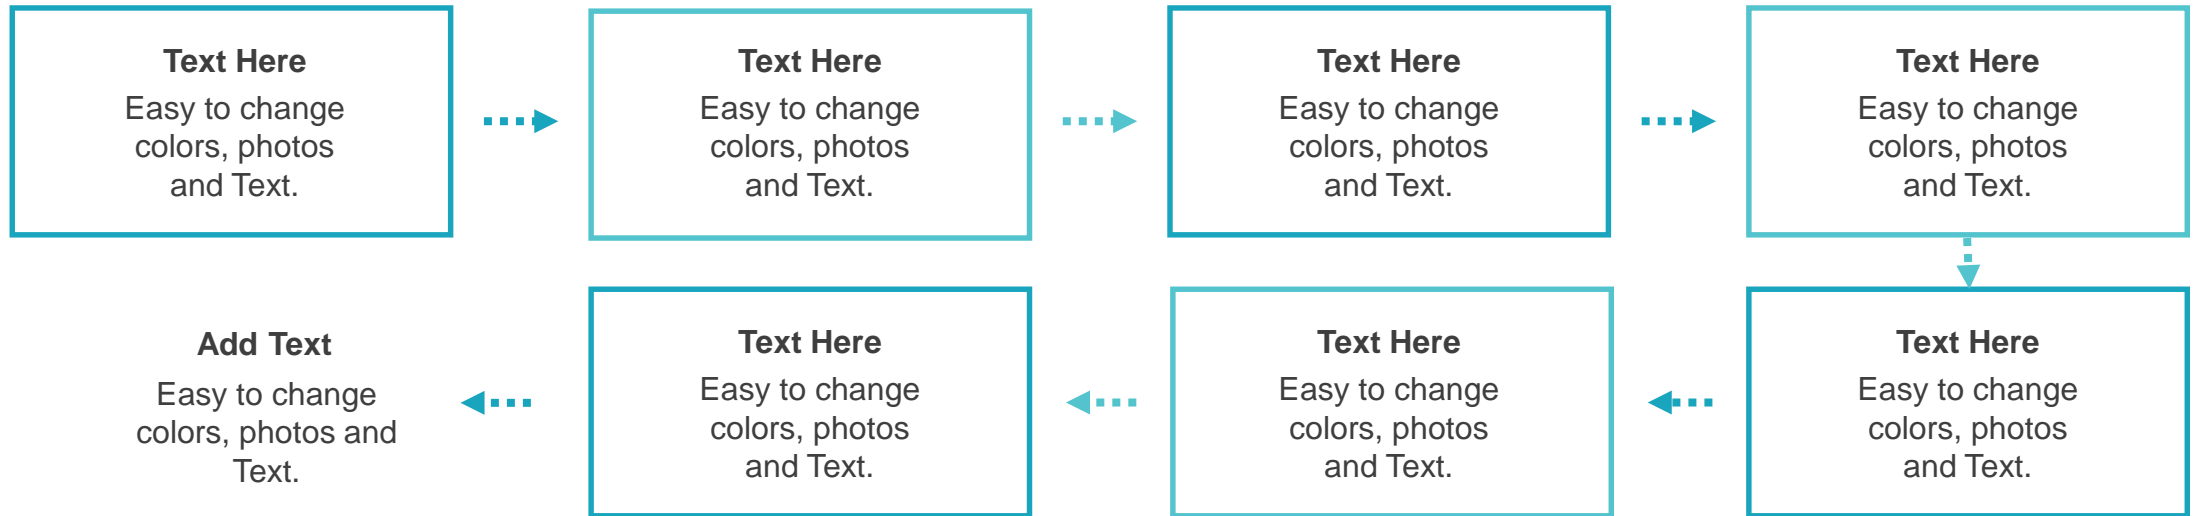 Text Here
Easy to change
colors, photos
and Text.
Text Here
Easy to change
colors, photos
and Text.
Text Here
Easy to change
colors, photos
and Text.
Text Here
Easy to change
colors, photos
and Text.
Text Here
Easy to change
colors, photos
and Text.
Text Here
Easy to change
colors, photos
and Text.
Text Here
Easy to change
colors, photos
and Text.
Add Text
Easy to change
colors, photos and
Text.